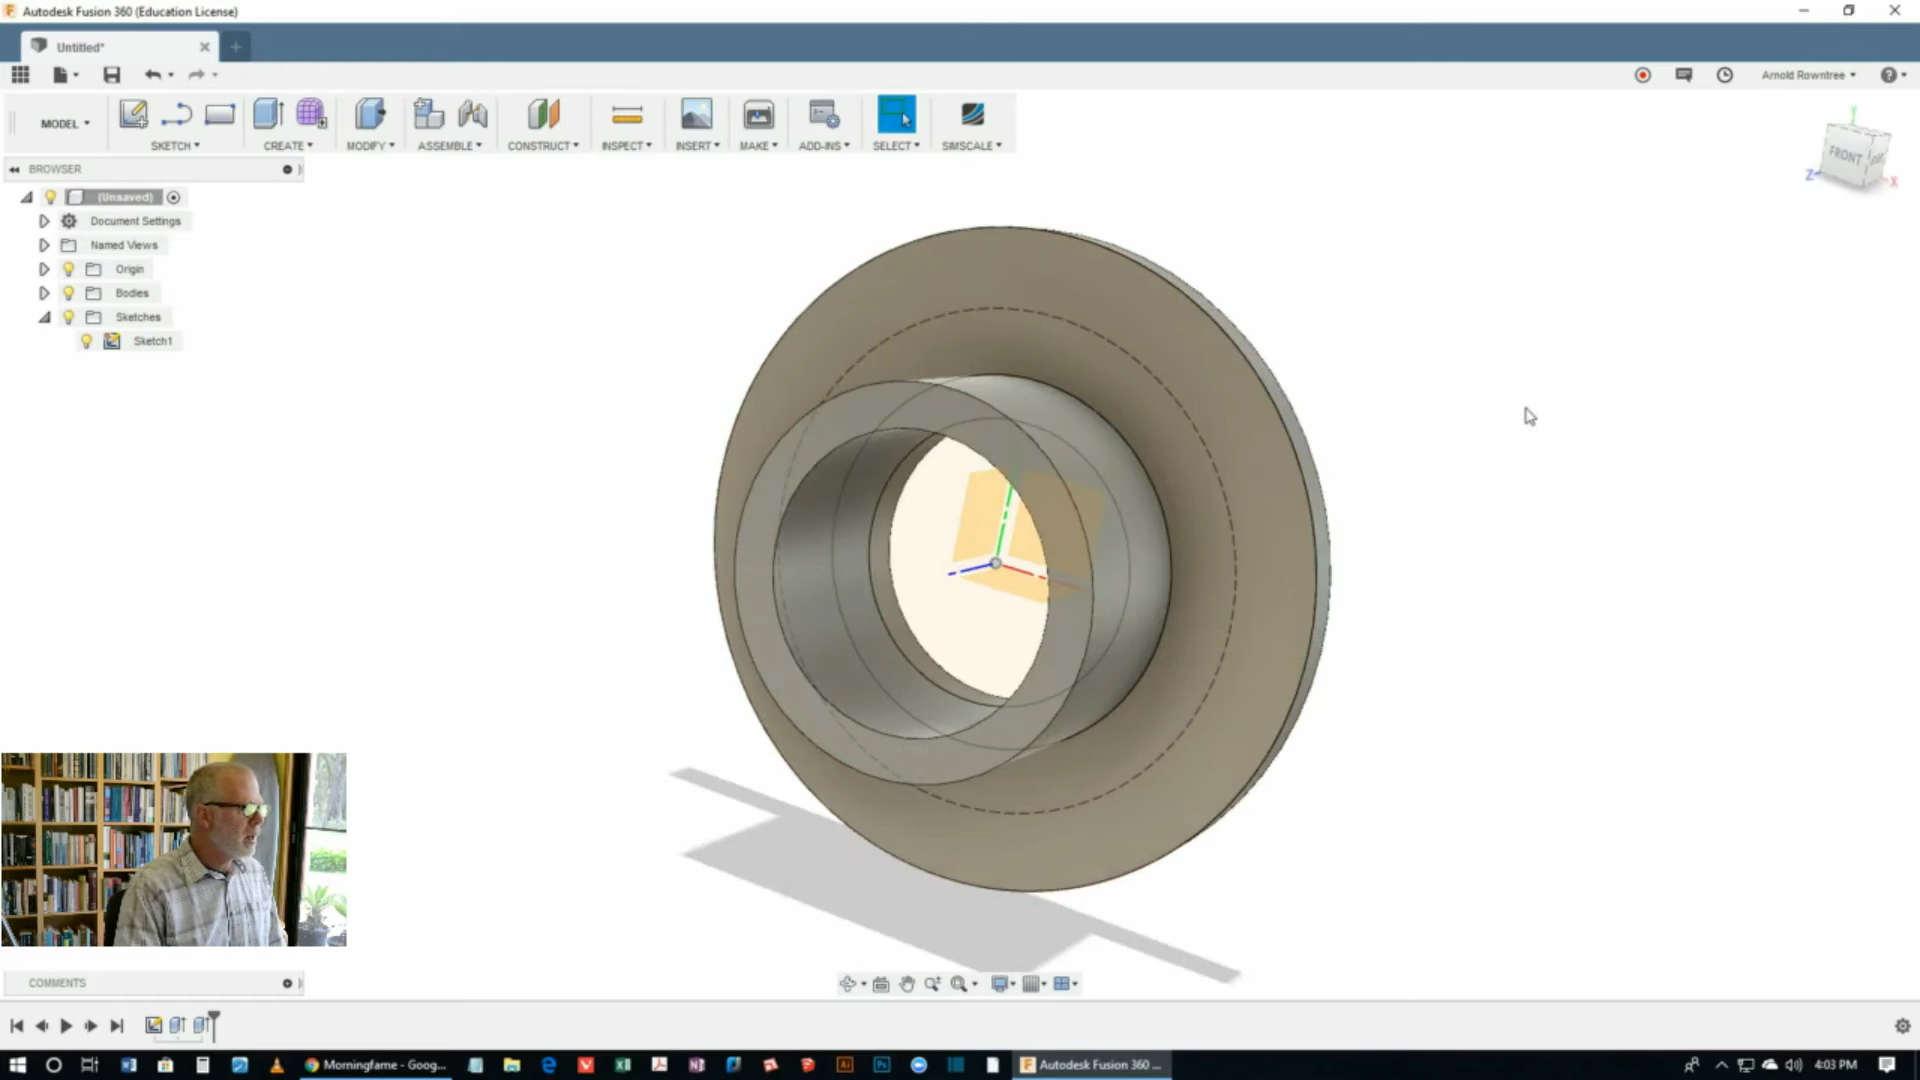 Autodesk Fusion 360 (Education License)
Untitled*
Arnold Rowntree
MODEL
SKETCH
CREATE
MODIFY
ASSEMBLE
CONSTRUCT
INSPECT
INSERT
MAKE
ADD-INS
SELECT
SIMSCALE
FRONT
Y
Z
X
BROWSER
(Unsaved)
Document Settings
Named Views
Origin
Bodies
Sketches
Sketch1
COMMENTS
Morningfame - Goog...
Autodesk Fusion 360 ...
4:03 PM